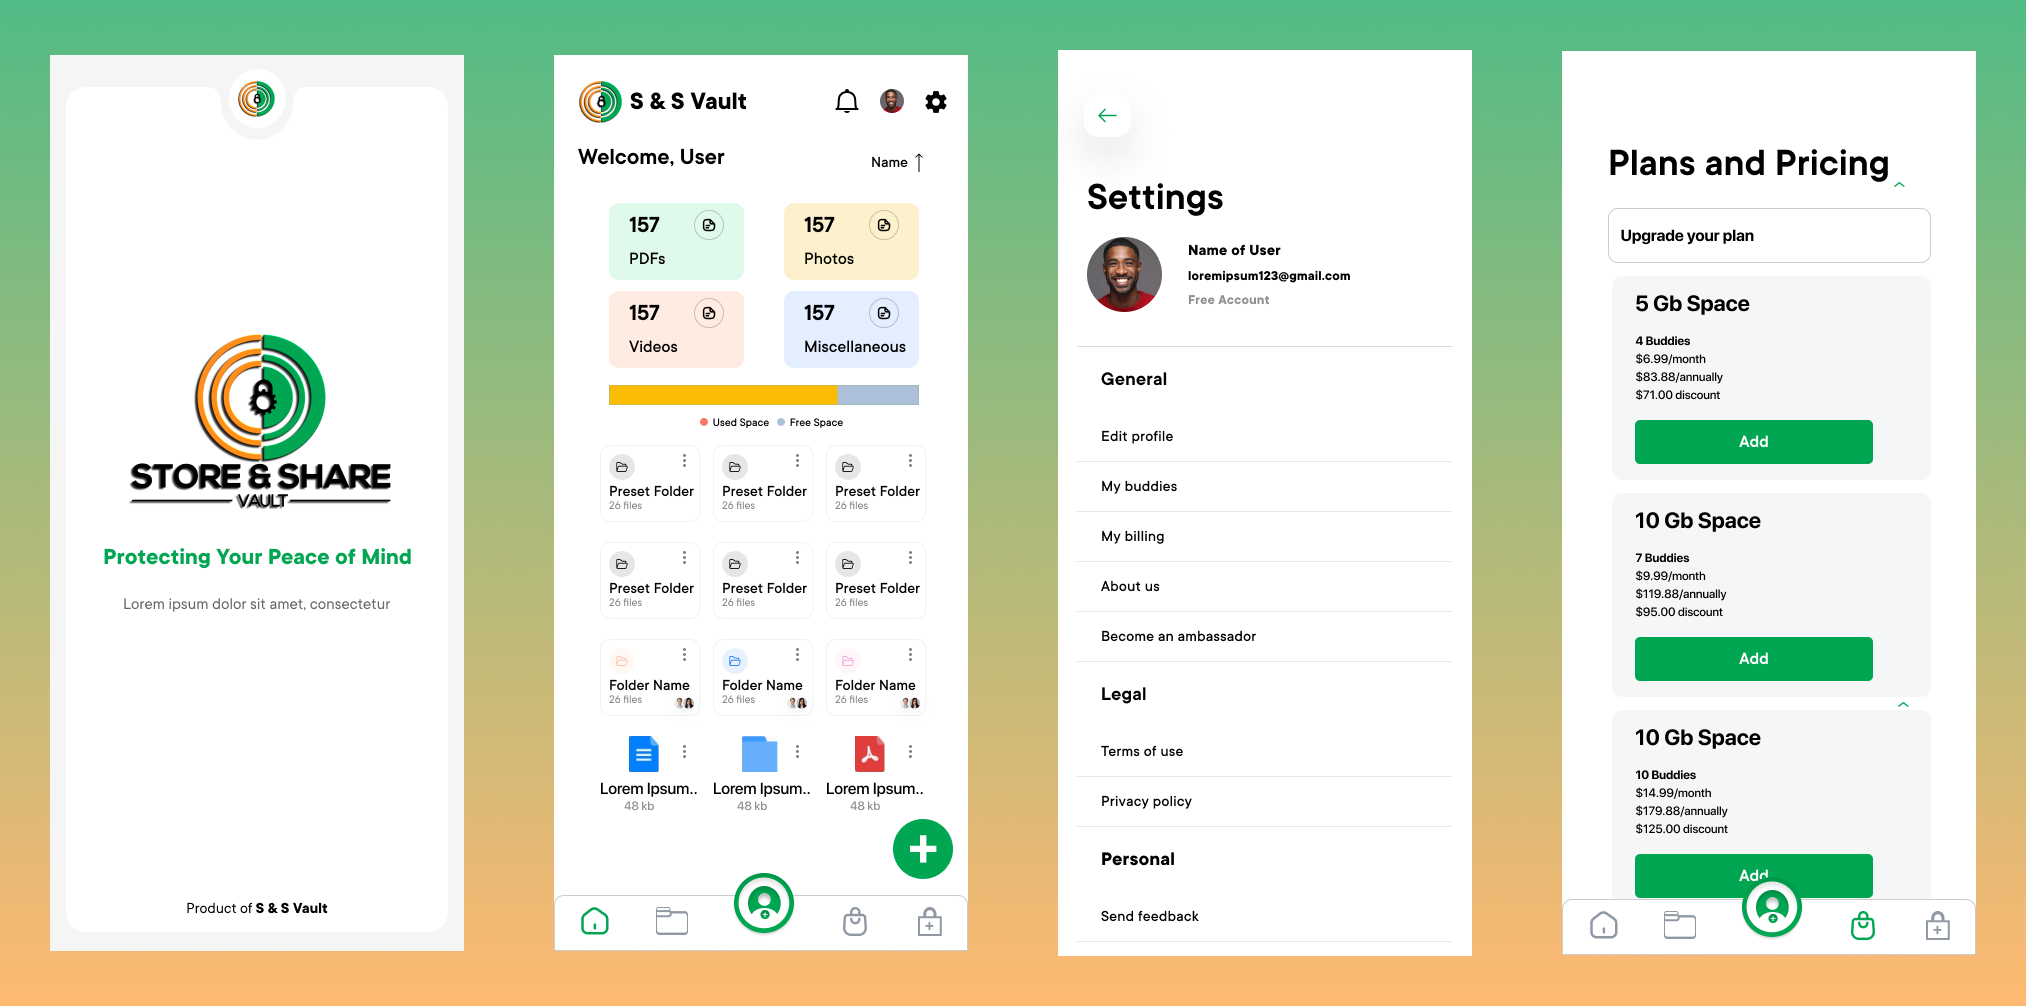 STORE & SHARE
VAULT
Protecting Your Peace of Mind
Lorem ipsum dolor sit amet, consectetur
Product of S & S Vault
S & S Vault
Welcome, User
Name
157
PDFs
157
Photos
157
Videos
157
Miscellaneous
Used Space
Free Space
Preset Folder
26 files
Preset Folder
26 files
Preset Folder
26 files
Preset Folder
26 files
Preset Folder
26 files
Preset Folder
26 files
Folder Name
26 files
Folder Name
26 files
Folder Name
26 files
Lorem Ipsum..
48 kb
Lorem Ipsum..
48 kb
Lorem Ipsum..
48 kb
Settings
Name of User
loremipsum123@gmail.com
Free Account
General
Edit profile
My buddies
My billing
About us
Become an ambassador
Legal
Terms of use
Privacy policy
Personal
Send feedback
Plans and Pricing
Upgrade your plan
5 Gb Space
4 Buddies
$6.99/month
$83.88/annually
$71.00 discount
Add
10 Gb Space
7 Buddies
$9.99/month
$119.88/annually
$95.00 discount
Add
10 Gb Space
10 Buddies
$14.99/month
$179.88/annually
$125.00 discount
Add